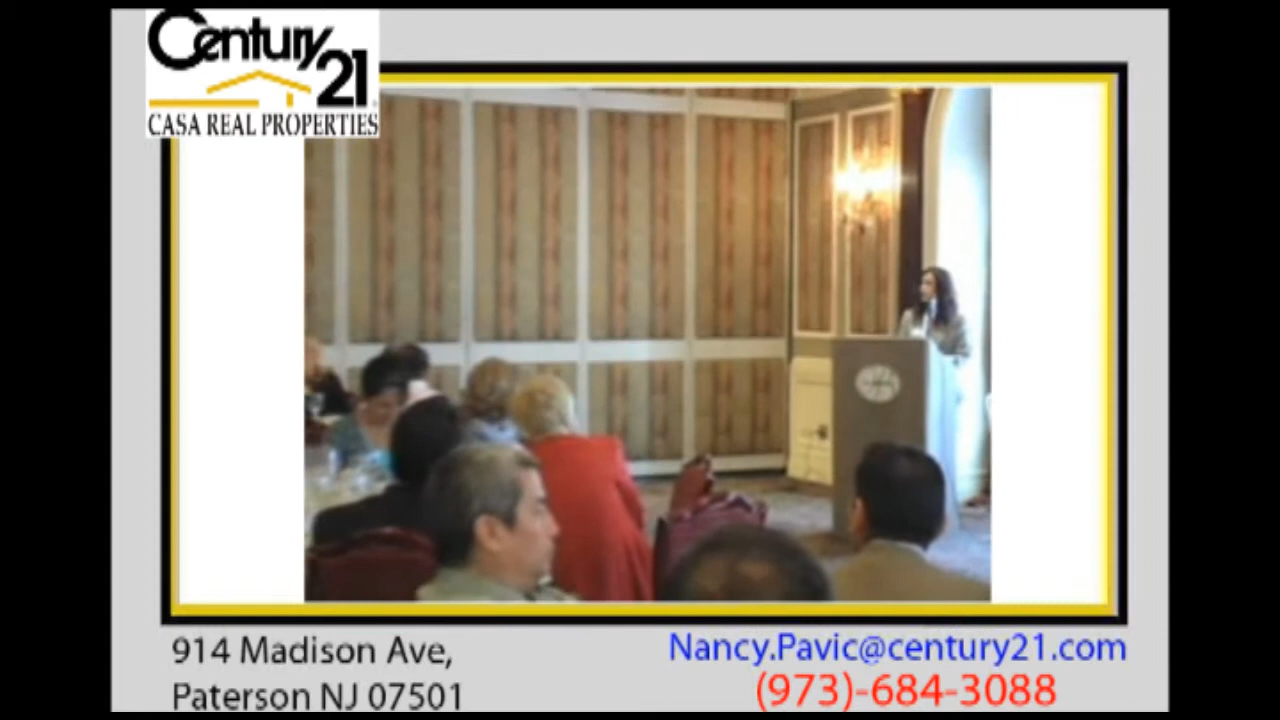 Century 21
CASA REAL PROPERTIES
914 Madison Ave,
Paterson NJ 07501
Nancy.Pavic@century21.com
(973)-684-3088